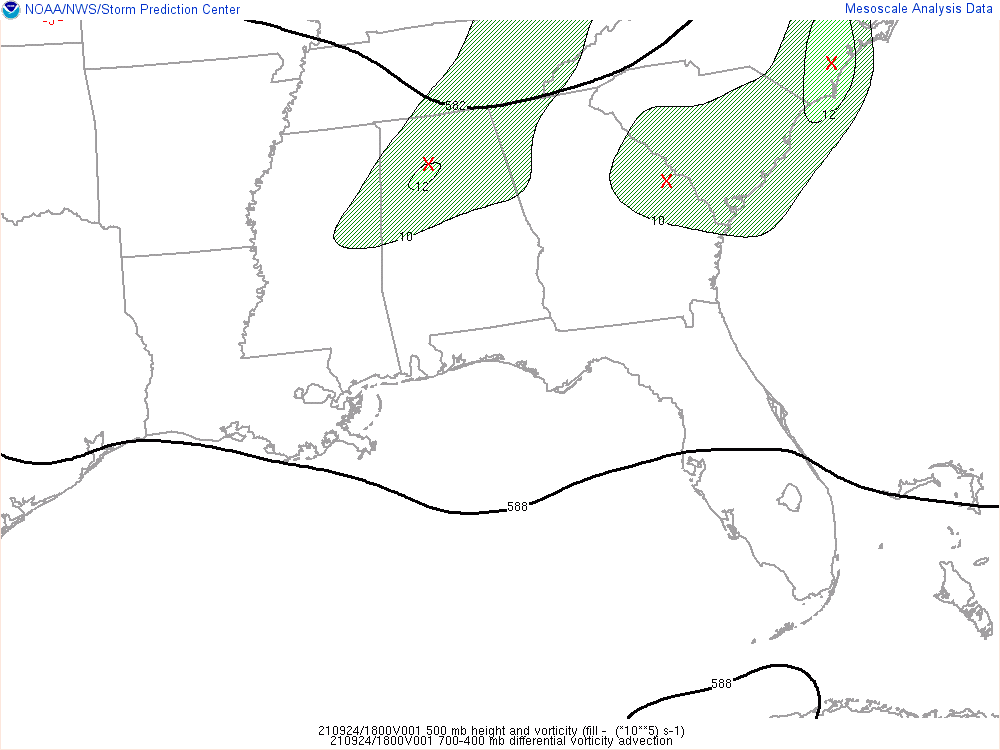 NOAA/NWS/Storm Prediction Center
Mesoscale Analysis Data
X
12
582
X
12
X
10
10
588
588
210924/1800V001 500 mb height and vorticity (fill - (*10**5) s-1)
210924/1800V001 700-400 mb differential vorticity advection